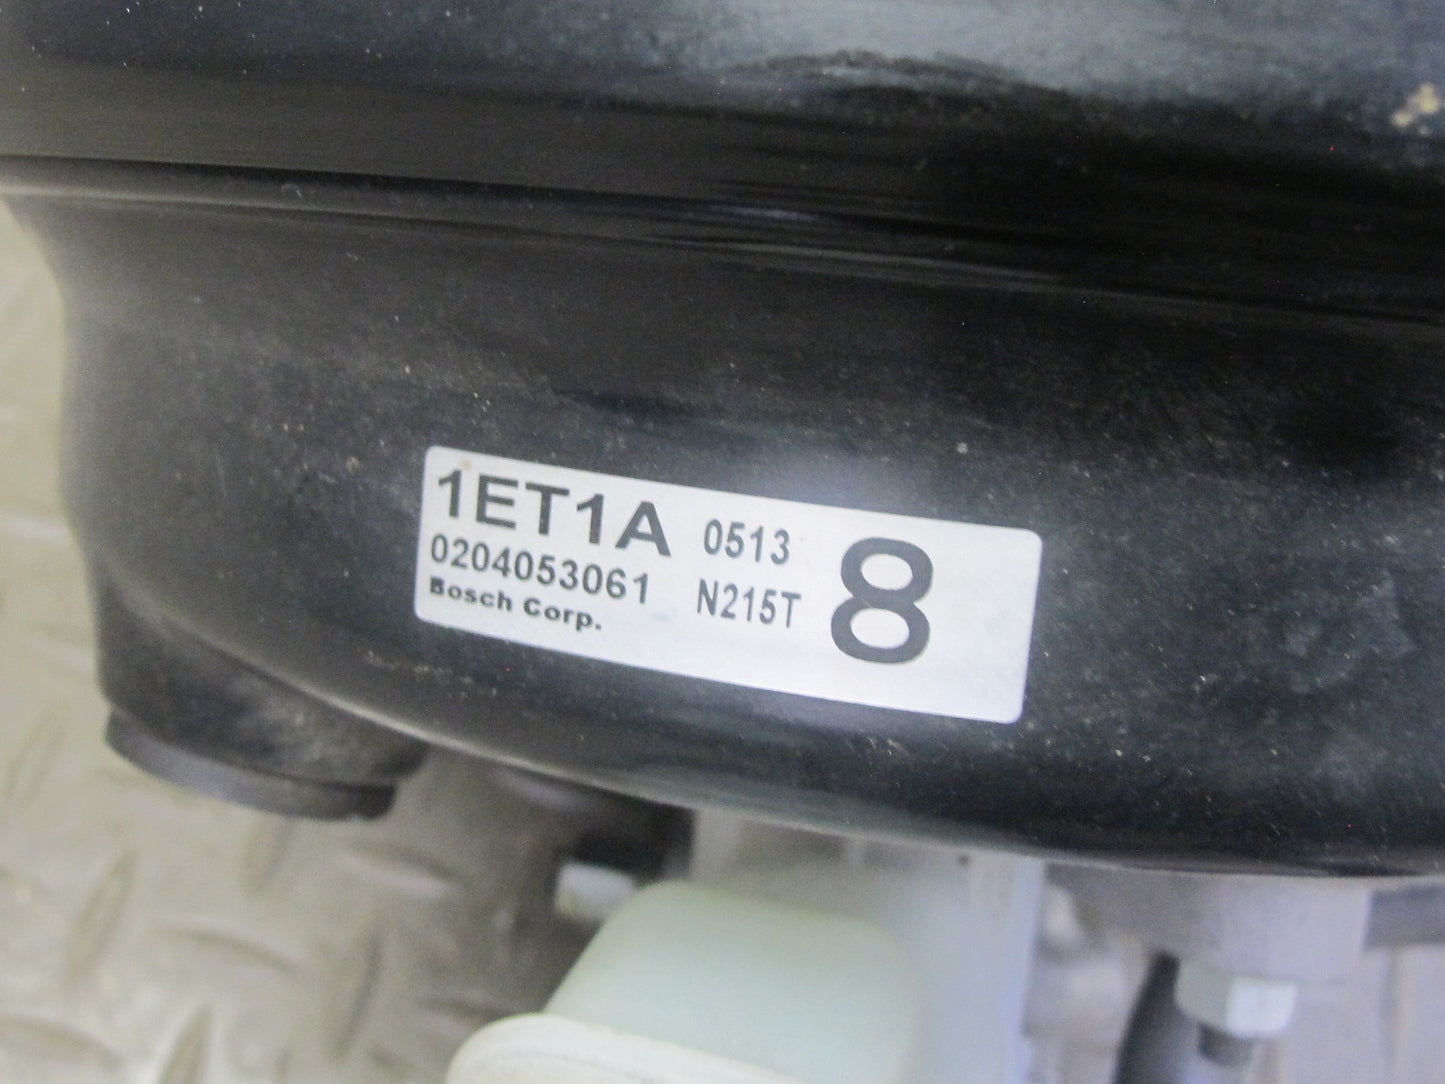 1ET1A 0513 8
0204053061 N215T
Bosch Corp.